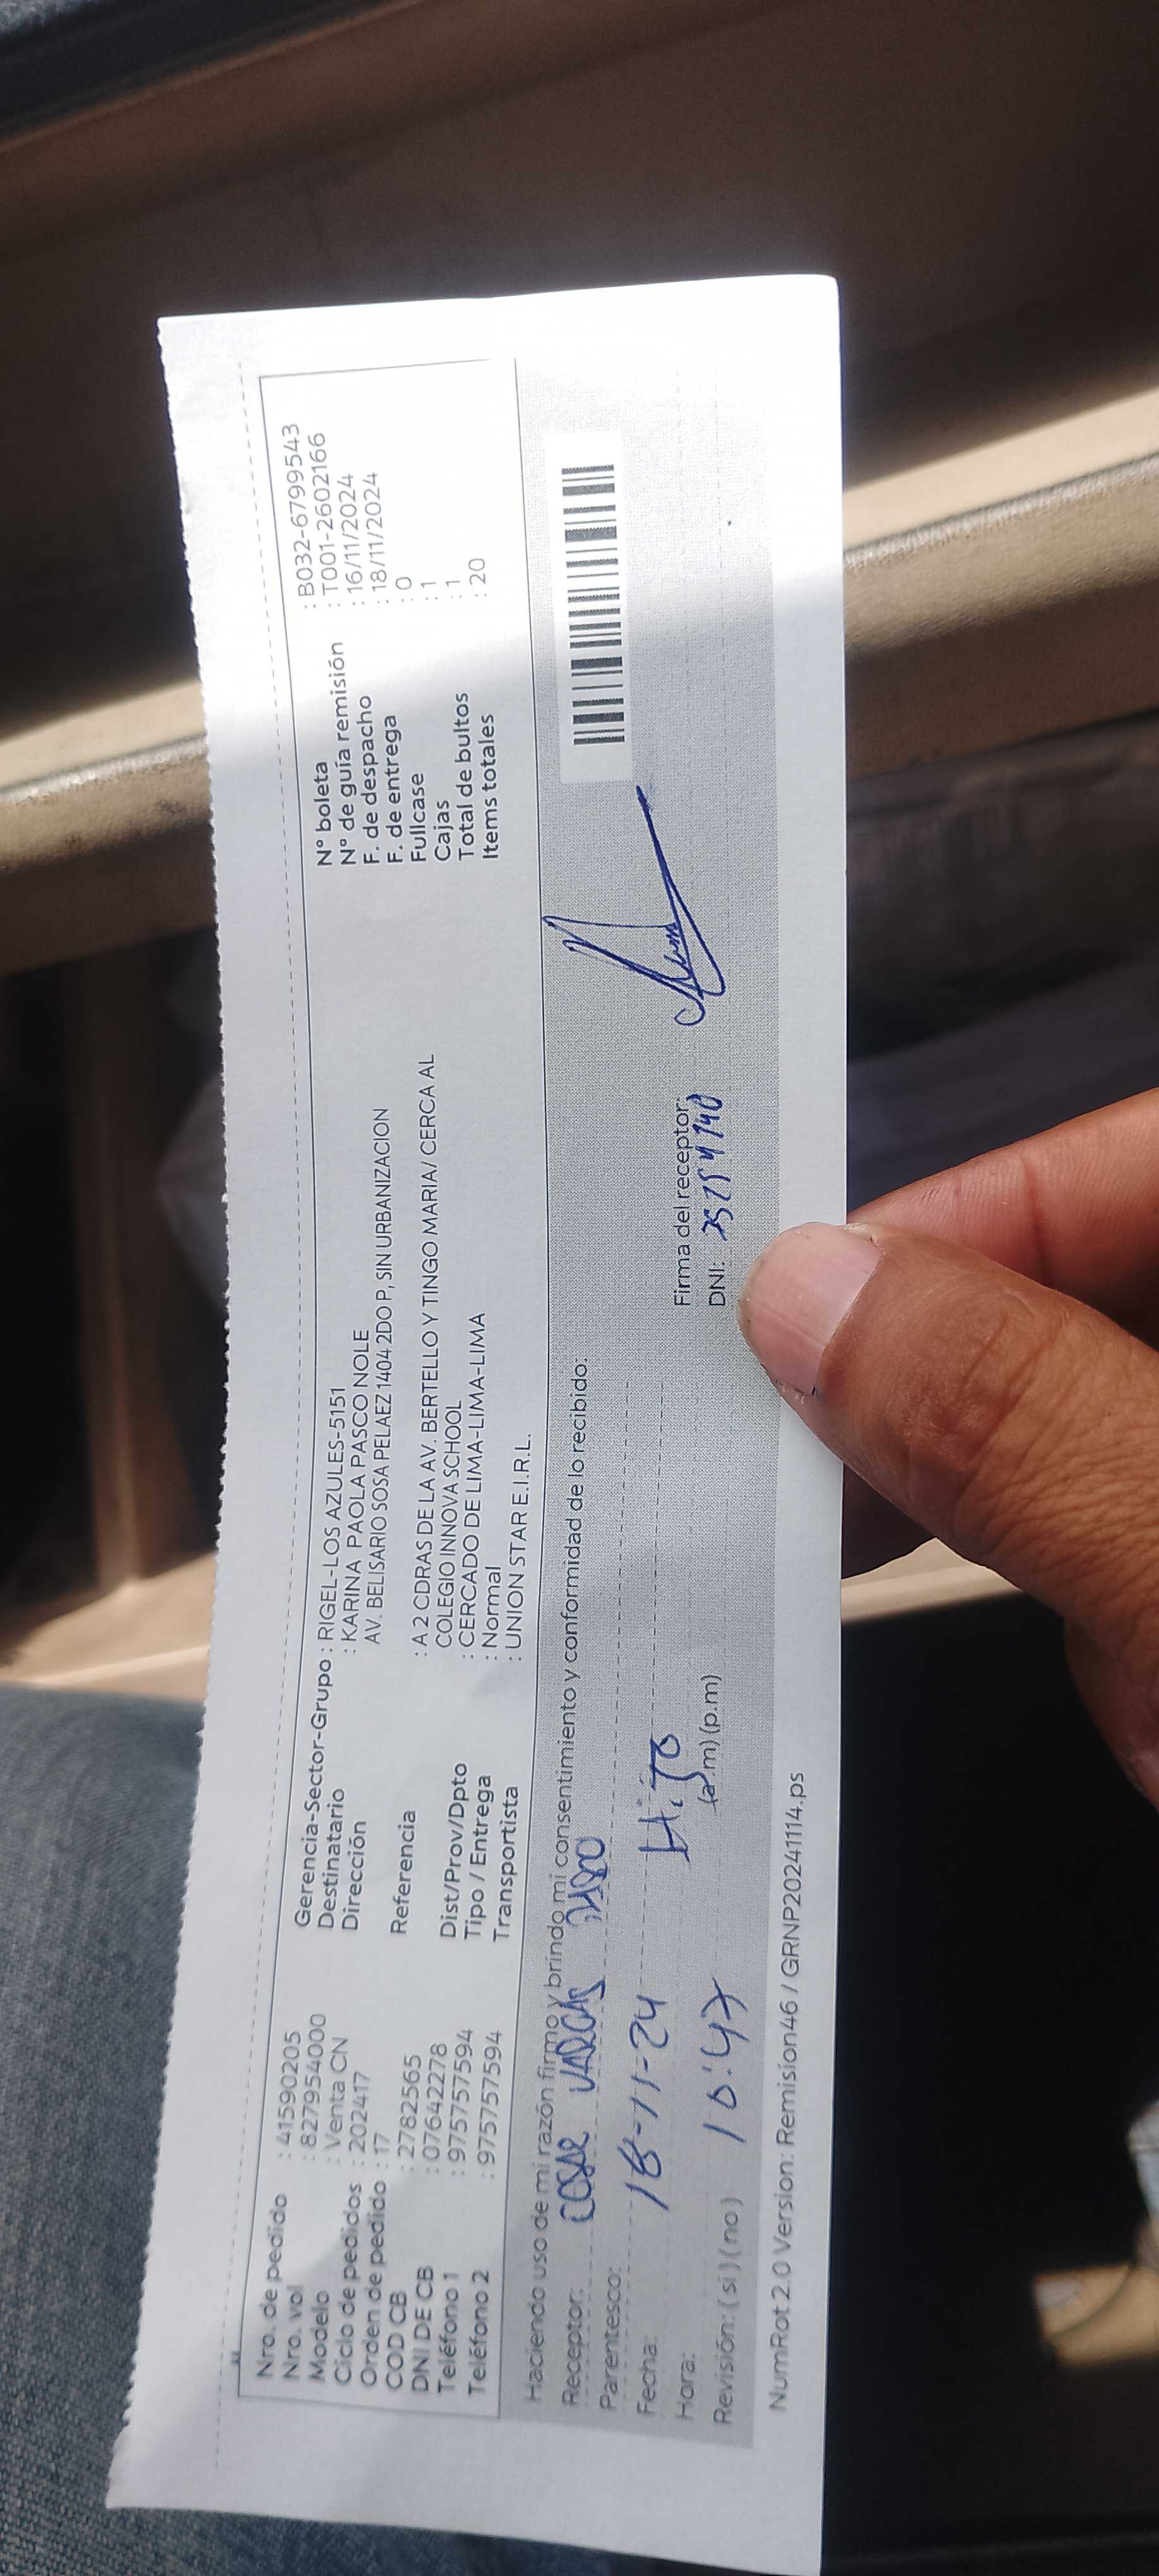 Nro. de pedido : 41590205
Nro. vol : 827954000
Modelo : Venta CN
Ciclo de pedidos : 202417
Orden de pedido : 17
COD CB : 2782565
DNI DE CB : 07642278
Teléfono 1 : 975757594
Teléfono 2 : 975757594
Gerencia-Sector-Grupo : RIGEL-LOS AZULES-5151
Destinatario : KARINA PAOLA PASCO NOLE
Dirección AV. BELISARIO SOSA PELAEZ 1404 2DO P, SIN URBANIZACION
Referencia : A 2 CDRAS DE LA AV. BERTELLO Y TINGO MARIA/ CERCA AL
COLEGIO INNOVA SCHOOL
Dist/Prov/Dpto : CERCADO DE LIMA-LIMA-LIMA
Tipo / Entrega : Normal
Transportista : UNION STAR E.I.R.L.
N° boleta : B032-6799543
N° de guía remisión : T001-2602166
F. de despacho : 16/11/2024
F. de entrega : 18/11/2024
Fullcase : 0
Cajas : 1
Total de bultos : 1
Items totales : 20
Haciendo uso de mi razón firmo y brindo mi consentimiento y conformidad de lo recibido:
Receptor: CESAR VARGAS PASCO
Parentesco: HiJO
Fecha: 18-11-24
Hora: 10:47 (a.m) (p.m)
Revisión: ( si ) ( no )
Firma del receptor:
DNI:
NumRot 2.0 Version: Remision46 / GRNP20241114.ps